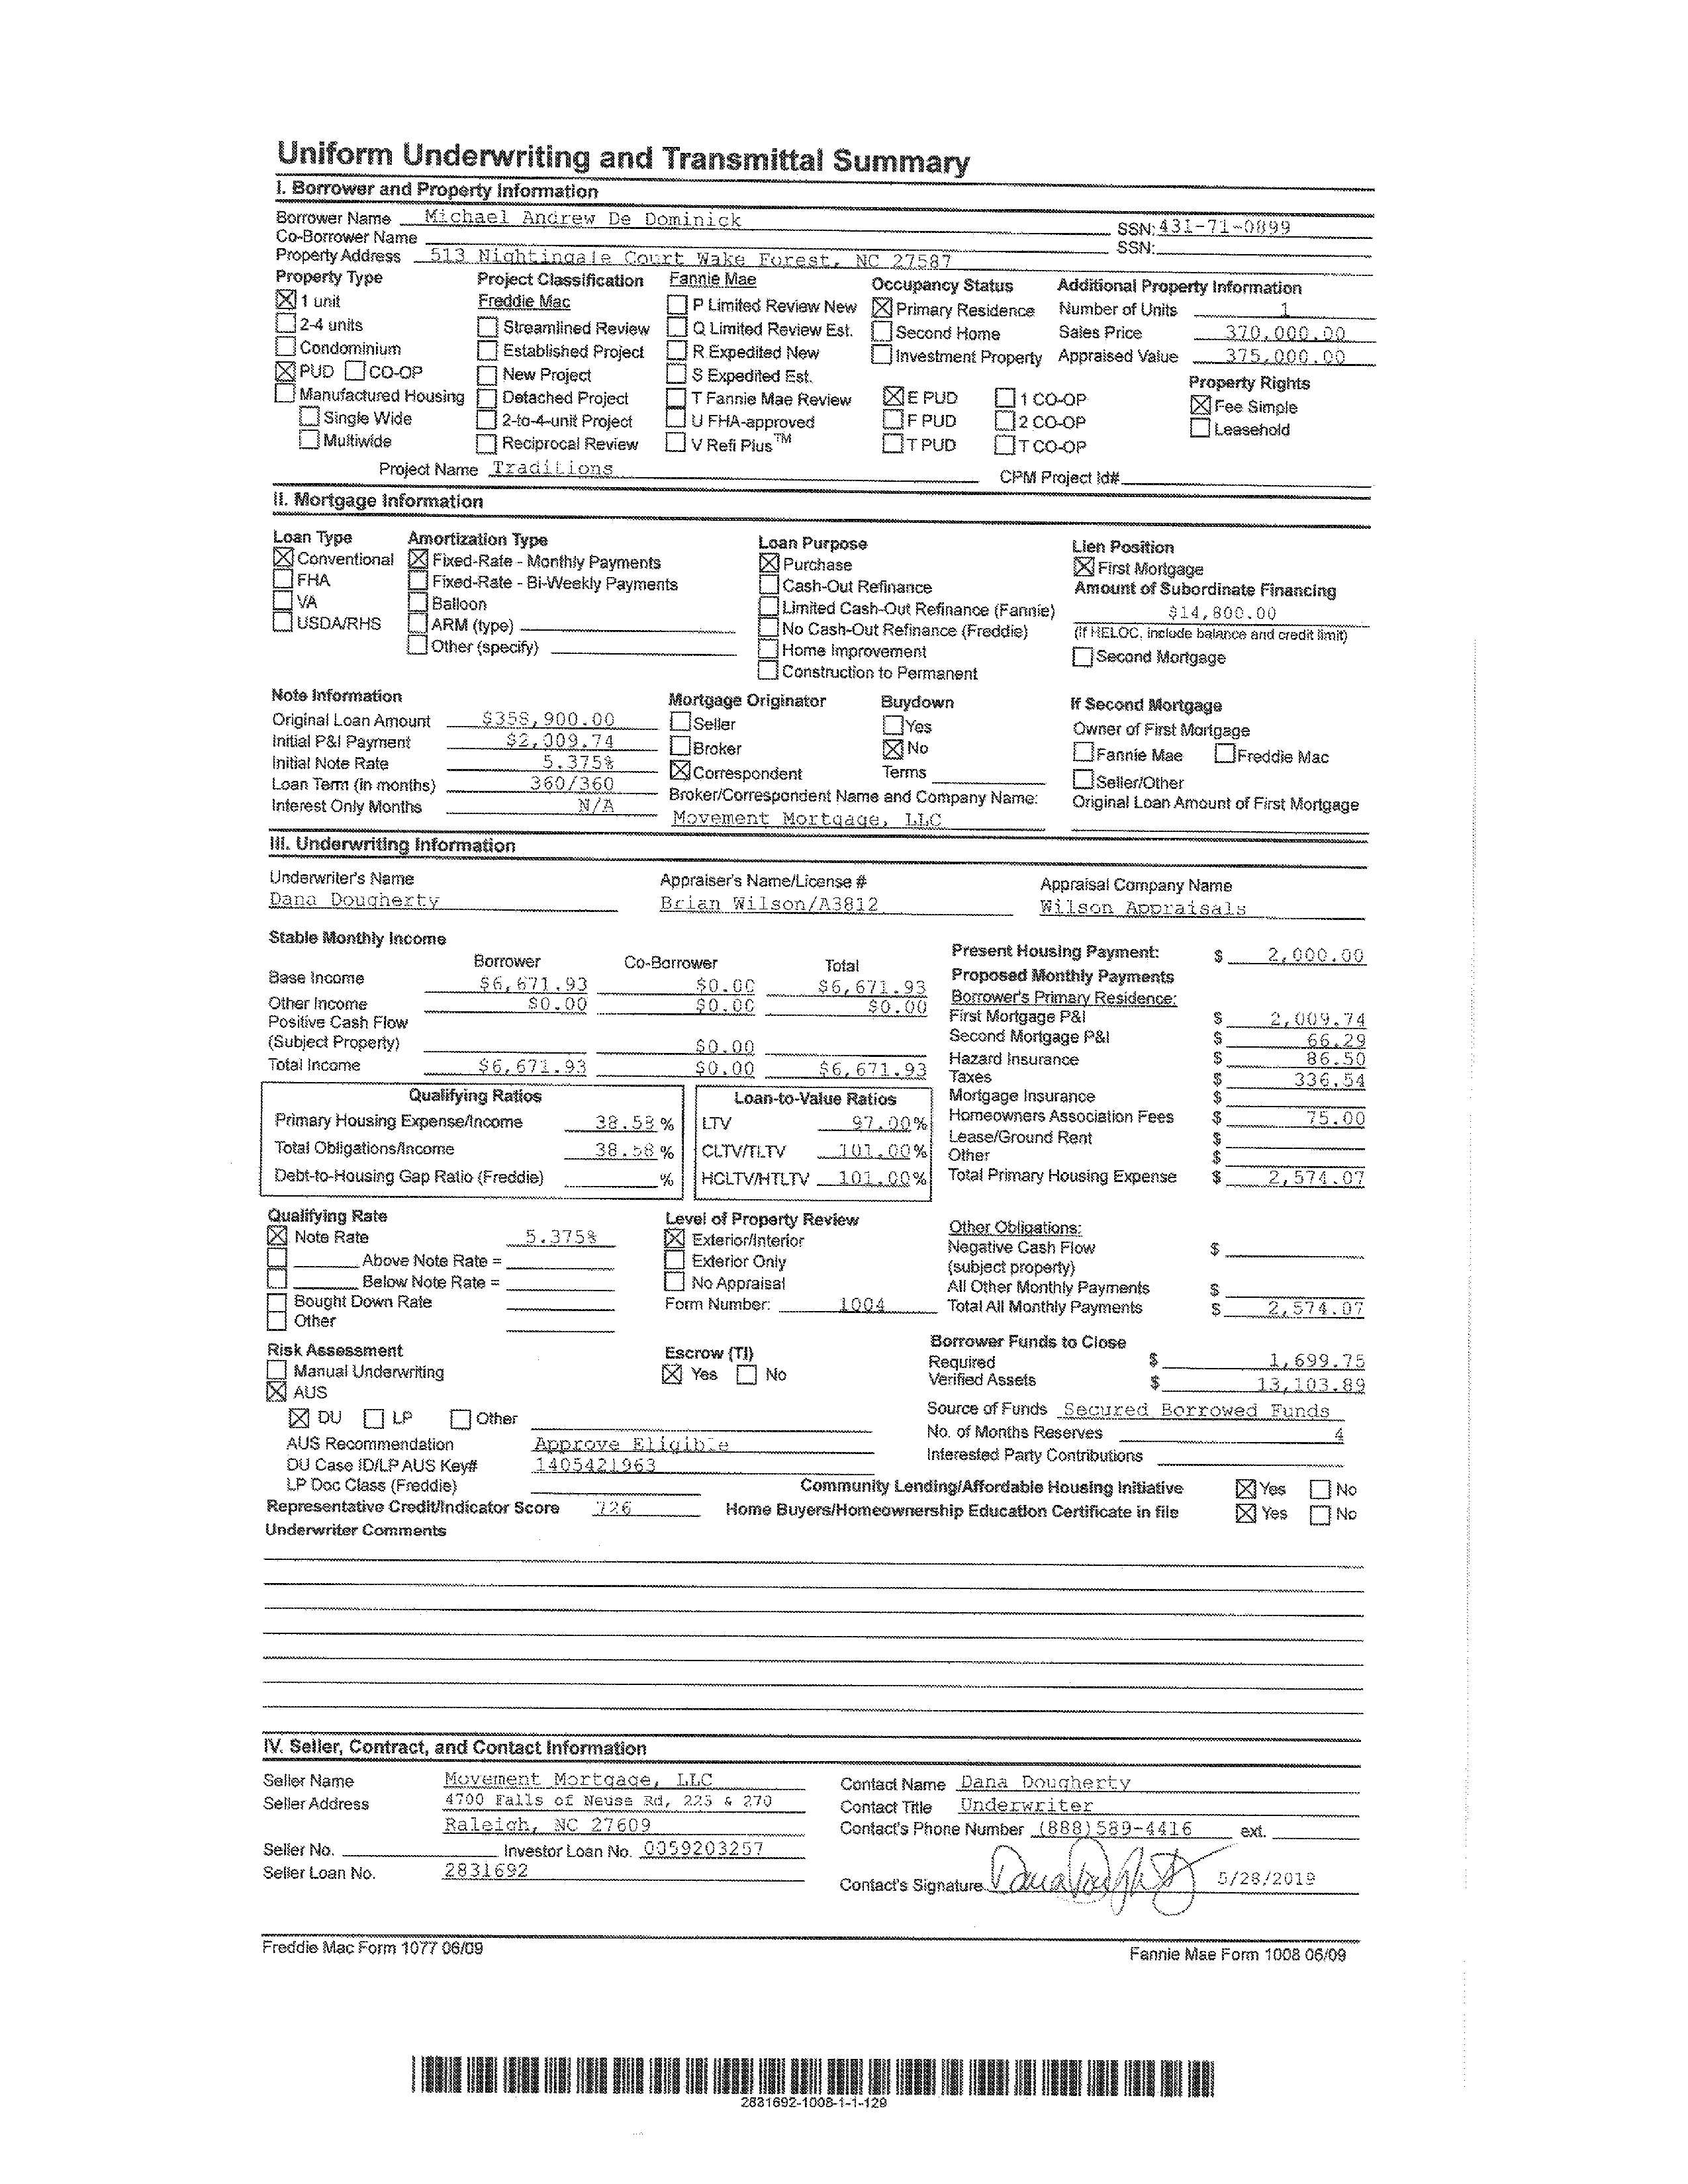 Uniform Underwriting and Transmittal Summary
I. Borrower and Property Information
Borrower Name Michael Andrew De Dominick SSN: 431-71-0899
Co-Borrower Name SSN:
Property Address 513 Nightingale Court Wake Forest, NC 27587
Property Type Project Classification Fannie Mae Occupancy Status Additional Property Information
☒ 1 unit Freddie Mac ☐ P Limited Review New ☒ Primary Residence Number of Units 1
☐ 2-4 units ☐ Streamlined Review ☐ Q Limited Review Est. ☐ Second Home Sales Price 370,000.00
☐ Condominium ☐ Established Project ☐ R Expedited New ☐ Investment Property Appraised Value 375,000.00
☒ PUD ☐ CO-OP ☐ New Project ☐ S Expedited Est. Property Rights
☐ Manufactured Housing ☐ Detached Project ☐ T Fannie Mae Review ☒ E PUD ☐ 1 CO-OP ☒ Fee Simple
☐ Single Wide ☐ 2-to-4-unit Project ☐ U FHA-approved ☐ F PUD ☐ 2 CO-OP ☐ Leasehold
☐ Multiwide ☐ Reciprocal Review ☐ V Refi Plus™ ☐ T PUD ☐ T CO-OP
Project Name Traditions CPM Project Id#
II. Mortgage Information
Loan Type Amortization Type Loan Purpose Lien Position
☒ Conventional ☒ Fixed-Rate - Monthly Payments ☒ Purchase ☒ First Mortgage
☐ FHA ☐ Fixed-Rate - Bi-Weekly Payments ☐ Cash-Out Refinance Amount of Subordinate Financing
☐ VA ☐ Balloon ☐ Limited Cash-Out Refinance (Fannie) $14,800.00
☐ USDA/RHS ☐ ARM (type) ☐ No Cash-Out Refinance (Freddie) (If HELOC, include balance and credit limit)
☐ Other (specify) ☐ Home Improvement ☐ Second Mortgage
☐ Construction to Permanent
Note Information Mortgage Originator Buydown If Second Mortgage
Original Loan Amount $358,900.00 ☐ Seller ☐ Yes Owner of First Mortgage
Initial P&I Payment $2,009.74 ☐ Broker ☒ No ☐ Fannie Mae ☐ Freddie Mac
Initial Note Rate 5.375% ☒ Correspondent Terms ☐ Seller/Other
Loan Term (in months) 360/360 Broker/Correspondent Name and Company Name: Original Loan Amount of First Mortgage
Interest Only Months N/A Movement Mortgage, LLC
III. Underwriting Information
Underwriter's Name Appraiser's Name/License # Appraisal Company Name
Dana Dougherty Brian Wilson/A3812 Wilson Appraisals
Stable Monthly Income Present Housing Payment: $ 2,000.00
Borrower Co-Borrower Total Proposed Monthly Payments
Base Income $6,671.93 $0.00 $6,671.93 Borrower's Primary Residence:
Other Income $0.00 $0.00 $0.00 First Mortgage P&I $ 2,009.74
Positive Cash Flow Second Mortgage P&I $ 66.29
(Subject Property) $0.00 Hazard Insurance $ 86.50
Total Income $6,671.93 $0.00 $6,671.93 Taxes $ 336.54
Qualifying Ratios Loan-to-Value Ratios Mortgage Insurance $
Primary Housing Expense/Income 38.58 % LTV 97.00% Homeowners Association Fees $ 75.00
Lease/Ground Rent $
Total Obligations/Income 38.58 % CLTV/TLTV 101.00% Other $
Debt-to-Housing Gap Ratio (Freddie) % HCLTV/HTLTV 101.00% Total Primary Housing Expense $ 2,574.07
Qualifying Rate Level of Property Review Other Obligations:
☒ Note Rate 5.375% ☒ Exterior/Interior Negative Cash Flow $
☐ Above Note Rate = ☐ Exterior Only (subject property)
☐ Below Note Rate = ☐ No Appraisal All Other Monthly Payments $
☐ Bought Down Rate Form Number: 1004 Total All Monthly Payments $ 2,574.07
☐ Other
Risk Assessment Escrow (TI) Borrower Funds to Close
☐ Manual Underwriting ☒ Yes ☐ No Required $ 1,699.75
☒ AUS Verified Assets $ 13,103.89
☒ DU ☐ LP ☐ Other Source of Funds Secured Borrowed Funds
AUS Recommendation Approve Eligible No. of Months Reserves 4
DU Case ID/LP AUS Key# 1405421963 Interested Party Contributions
LP Doc Class (Freddie) Community Lending/Affordable Housing Initiative ☒ Yes ☐ No
Representative Credit/Indicator Score 726 Home Buyers/Homeownership Education Certificate in file ☒ Yes ☐ No
Underwriter Comments
IV. Seller, Contract, and Contact Information
Seller Name Movement Mortgage, LLC Contact Name Dana Dougherty
Seller Address 4700 Falls of Neuse Rd, 225 & 270 Contact Title Underwriter
Raleigh, NC 27609 Contact's Phone Number (888)589-4416 ext.
Seller No. Investor Loan No. 0059203257
Seller Loan No. 2831692 Contact's Signature Dana Dougherty 5/28/2019
Freddie Mac Form 1077 06/09 Fannie Mae Form 1008 06/09
2831692-1008-1-1-129